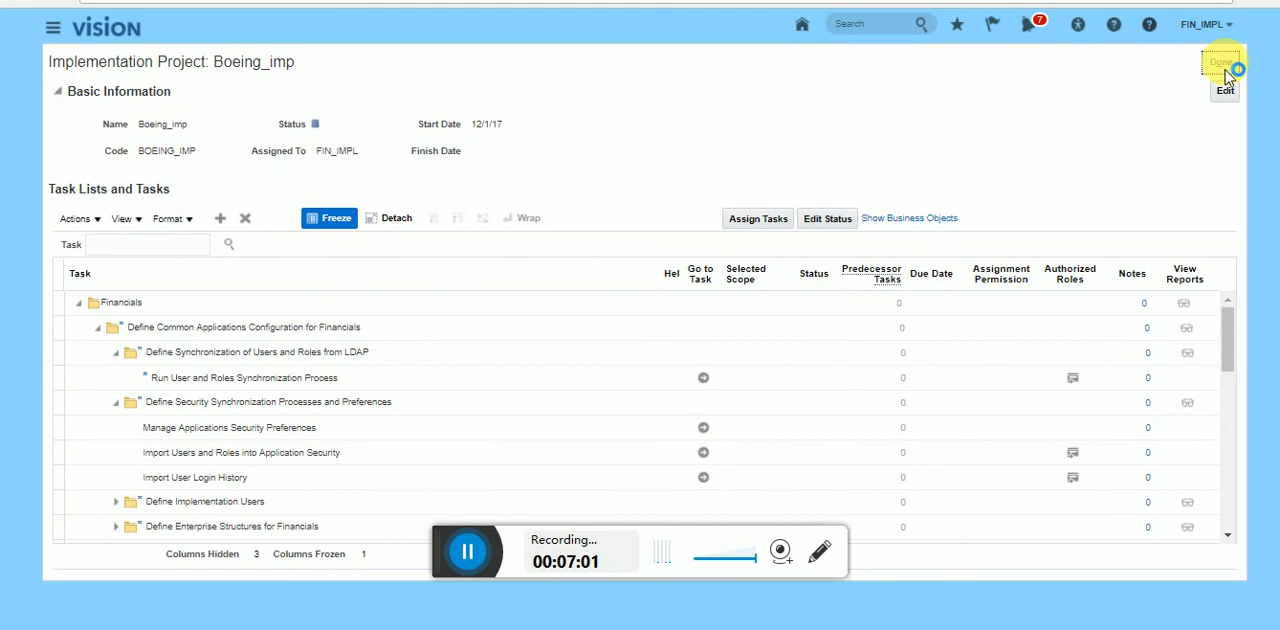 VISION Search 7 FIN_IMPL
Implementation Project: Boeing_imp Done
Basic Information Edit
Name Boeing_imp Status Start Date 12/1/17
Code BOEING_IMP Assigned To FIN_IMPL Finish Date
Task Lists and Tasks
Actions View Format Freeze Detach Wrap Assign Tasks Edit Status Show Business Objects
Task
Task Hel Go to Task Selected Scope Status Predecessor Tasks Due Date Assignment Permission Authorized Roles Notes View Reports
Financials 0 0
Define Common Applications Configuration for Financials 0 0
Define Synchronization of Users and Roles from LDAP 0 0
Run User and Roles Synchronization Process 0 0
Define Security Synchronization Processes and Preferences 0 0
Manage Applications Security Preferences 0 0
Import Users and Roles into Application Security 0 0
Import User Login History 0 0
Define Implementation Users 0 0
Define Enterprise Structures for Financials 0 0
Columns Hidden 3 Columns Frozen 1
Recording...
00:07:01